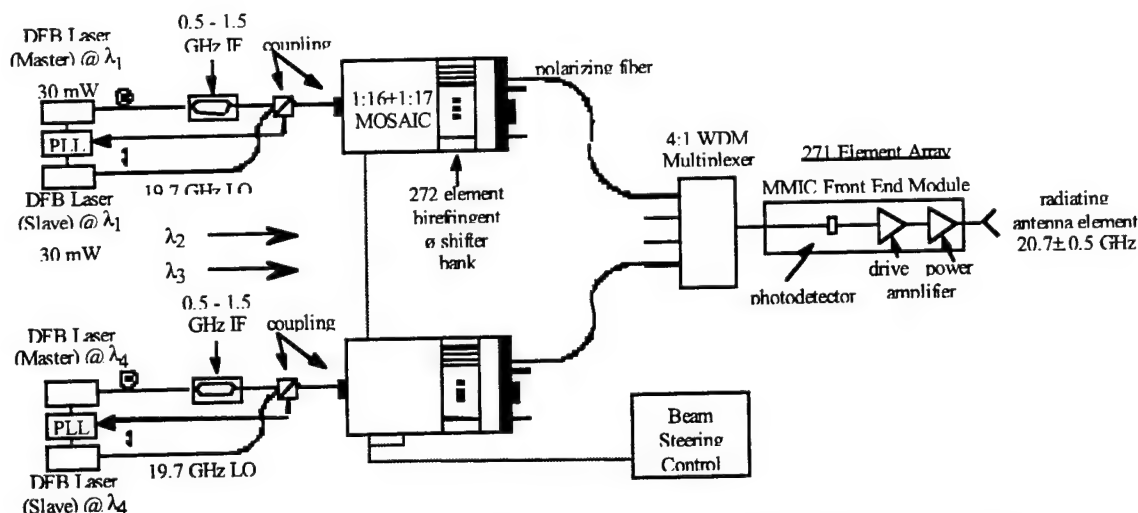 DFB Laser
(Master) @ λ1
30 mW
PLL
DFB Laser
(Slave) @ λ1
30 mW
0.5 - 1.5
GHz IF
coupling
19.7 GHz LO
1:16+1:17
MOSAIC
272 element
birefingent
ø shifter
bank
polarizing fiber
4:1 WDM
Multiplexer
271 Element Array
MMIC Front End Module
photodetector
drive
power
amplifier
radiating
antenna element
20.7± 0.5 GHz
λ2
λ3
0.5 - 1.5
GHz IF
coupling
DFB Laser
(Master) @ λ4
PLL
DFB Laser
(Slave) @ λ4
19.7 GHz LO
Beam
Steering
Control